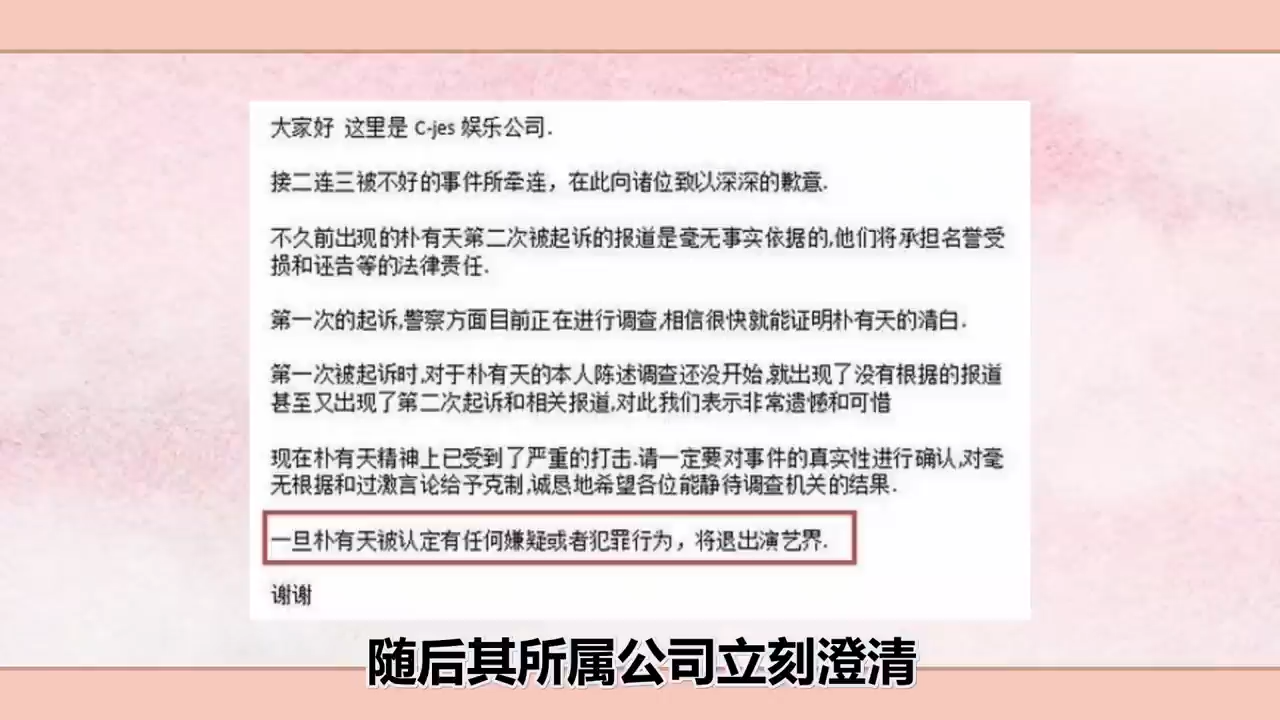 大家好 这里是 C-jes 娱乐公司.
接二连三被不好的事件所牵连，在此向诸位致以深深的歉意.
不久前出现的朴有天第二次被起诉的报道是毫无事实依据的,他们将承担名誉受
损和诬告等的法律责任.
第一次的起诉,警察方面目前正在进行调查,相信很快就能证明朴有天的清白.
第一次被起诉时,对于朴有天的本人陈述调查还没开始,就出现了没有根据的报道
甚至又出现了第二次起诉和相关报道,对此我们表示非常遗憾和可惜
现在朴有天精神上已受到了严重的打击.请一定要对事件的真实性进行确认,对毫
无根据和过激言论给予克制,诚恳地希望各位能静待调查机关的结果.
一旦朴有天被认定有任何嫌疑或者犯罪行为，将退出演艺界.
谢谢
随后其所属公司立刻澄清